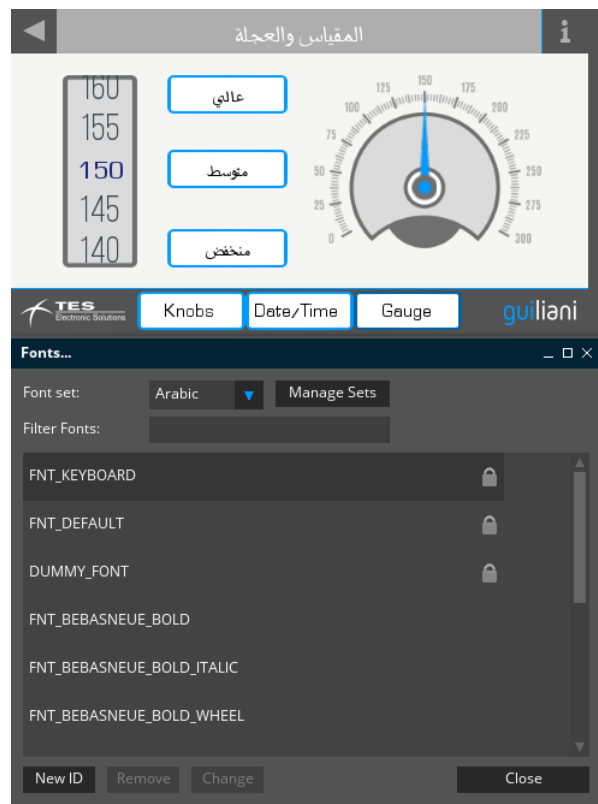 المقياس والعجلة
i
160
155
150
145
140
عالي
متوسط
منخفض
0
25
50
75
100
125
150
175
200
225
250
275
300
TES
Electronic Solutions
Knobs
Date/Time
Gauge
guiliani
Fonts...
Font set:
Arabic
Manage Sets
Filter Fonts:
FNT_KEYBOARD
FNT_DEFAULT
DUMMY_FONT
FNT_BEBASNEUE_BOLD
FNT_BEBASNEUE_BOLD_ITALIC
FNT_BEBASNEUE_BOLD_WHEEL
New ID
Remove
Change
Close